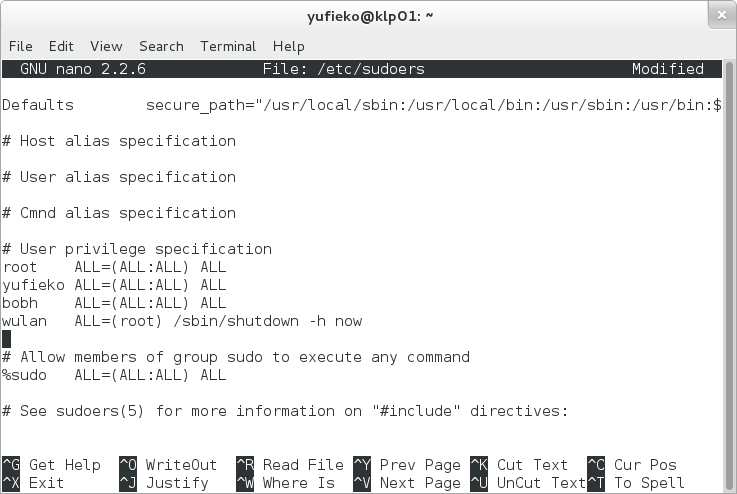 yufieko@klp01: ~
File Edit View Search Terminal Help
GNU nano 2.2.6 File: /etc/sudoers Modified
Defaults secure_path="/usr/local/sbin:/usr/local/bin:/usr/sbin:/usr/bin:$
# Host alias specification
# User alias specification
# Cmnd alias specification
# User privilege specification
root ALL=(ALL:ALL) ALL
yufieko ALL=(ALL:ALL) ALL
bobh ALL=(ALL:ALL) ALL
wulan ALL=(root) /sbin/shutdown -h now
# Allow members of group sudo to execute any command
%sudo ALL=(ALL:ALL) ALL
# See sudoers(5) for more information on "#include" directives:
^G Get Help ^O WriteOut ^R Read File ^Y Prev Page ^K Cut Text ^C Cur Pos
^X Exit ^J Justify ^W Where Is ^V Next Page ^U UnCut Text ^T To Spell